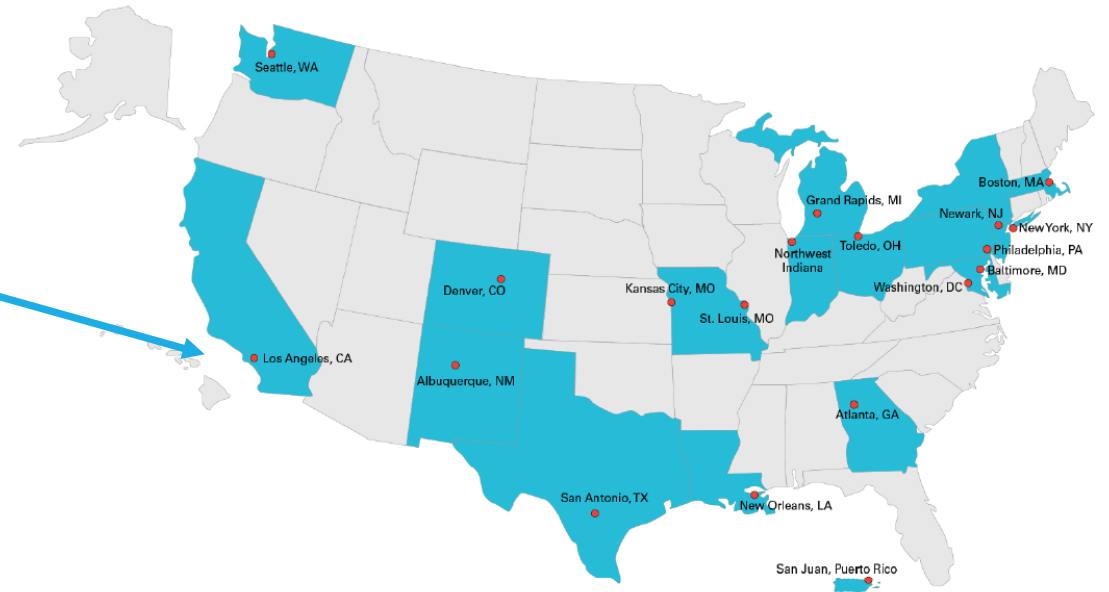 Seattle, WA
Boston, MA
Grand Rapids, MI
Newark, NJ
New York, NY
Toledo, OH
Philadelphia, PA
Northwest
Indiana
Baltimore, MD
Washington, DC
Denver, CO
Kansas City, MO
St. Louis, MO
Los Angeles, CA
Albuquerque, NM
Atlanta, GA
San Antonio, TX
New Orleans, LA
San Juan, Puerto Rico